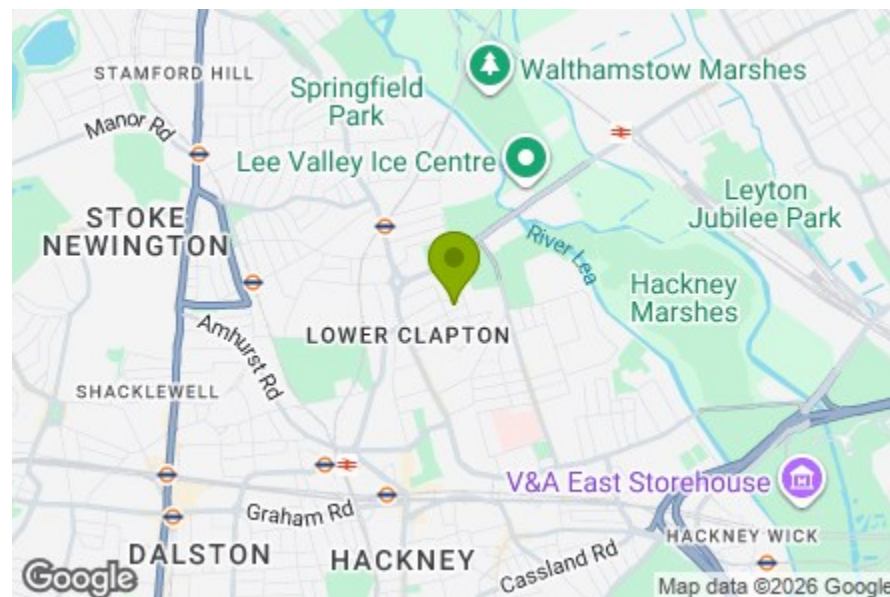 STAMFORD HILL
Walthamstow Marshes
Springfield
Park
Manor Rd
Lee Valley Ice Centre
Leyton
Jubilee Park
STOKE
NEWINGTON
River Lea
Hackney
Marshes
LOWER CLAPTON
Amhurst Rd
SHACKLEWELL
V&A East Storehouse
Graham Rd
HACKNEY WICK
DALSTON
HACKNEY
Cassland Rd
Google
Map data ©2026 Google